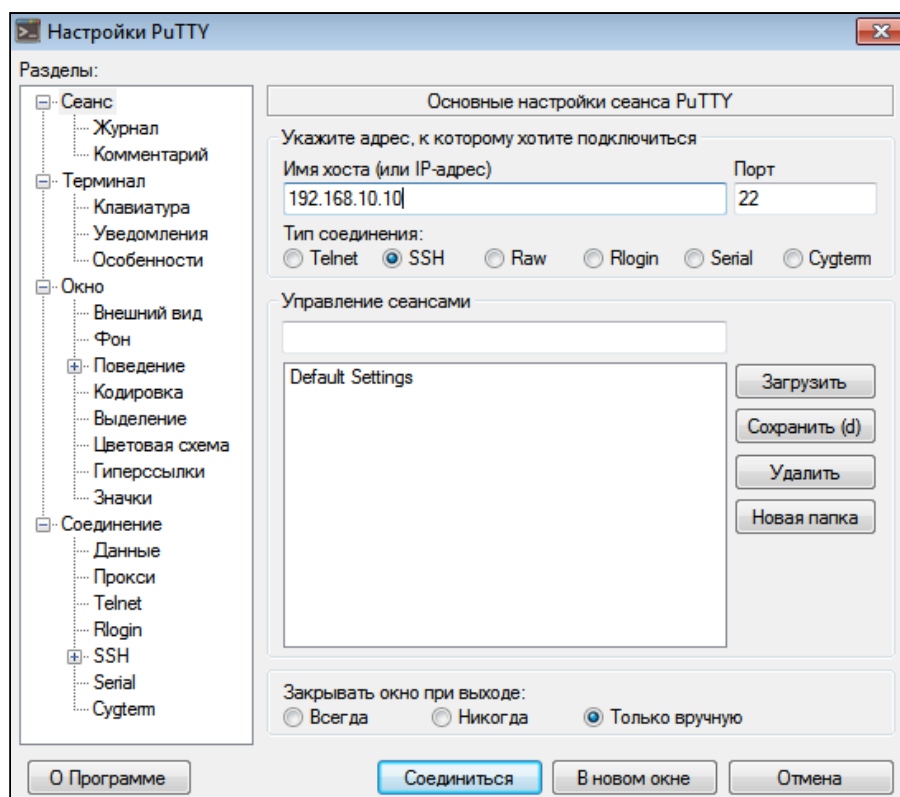 Настройки PuTTY
Разделы:
Сеанс
Журнал
Комментарий
Терминал
Клавиатура
Уведомления
Особенности
Окно
Внешний вид
Фон
Поведение
Кодировка
Выделение
Цветовая схема
Гиперссылки
Значки
Соединение
Данные
Прокси
Telnet
Rlogin
SSH
Serial
Cygterm
Основные настройки сеанса PuTTY
Укажите адрес, к которому хотите подключиться
Имя хоста (или IP-адрес) Порт
192.168.10.10 22
Тип соединения:
Telnet SSH Raw Rlogin Serial Cygterm
Управление сеансами
Default Settings
Загрузить
Сохранить (d)
Удалить
Новая папка
Закрывать окно при выходе:
Всегда Никогда Только вручную
О Программе Соединиться В новом окне Отмена